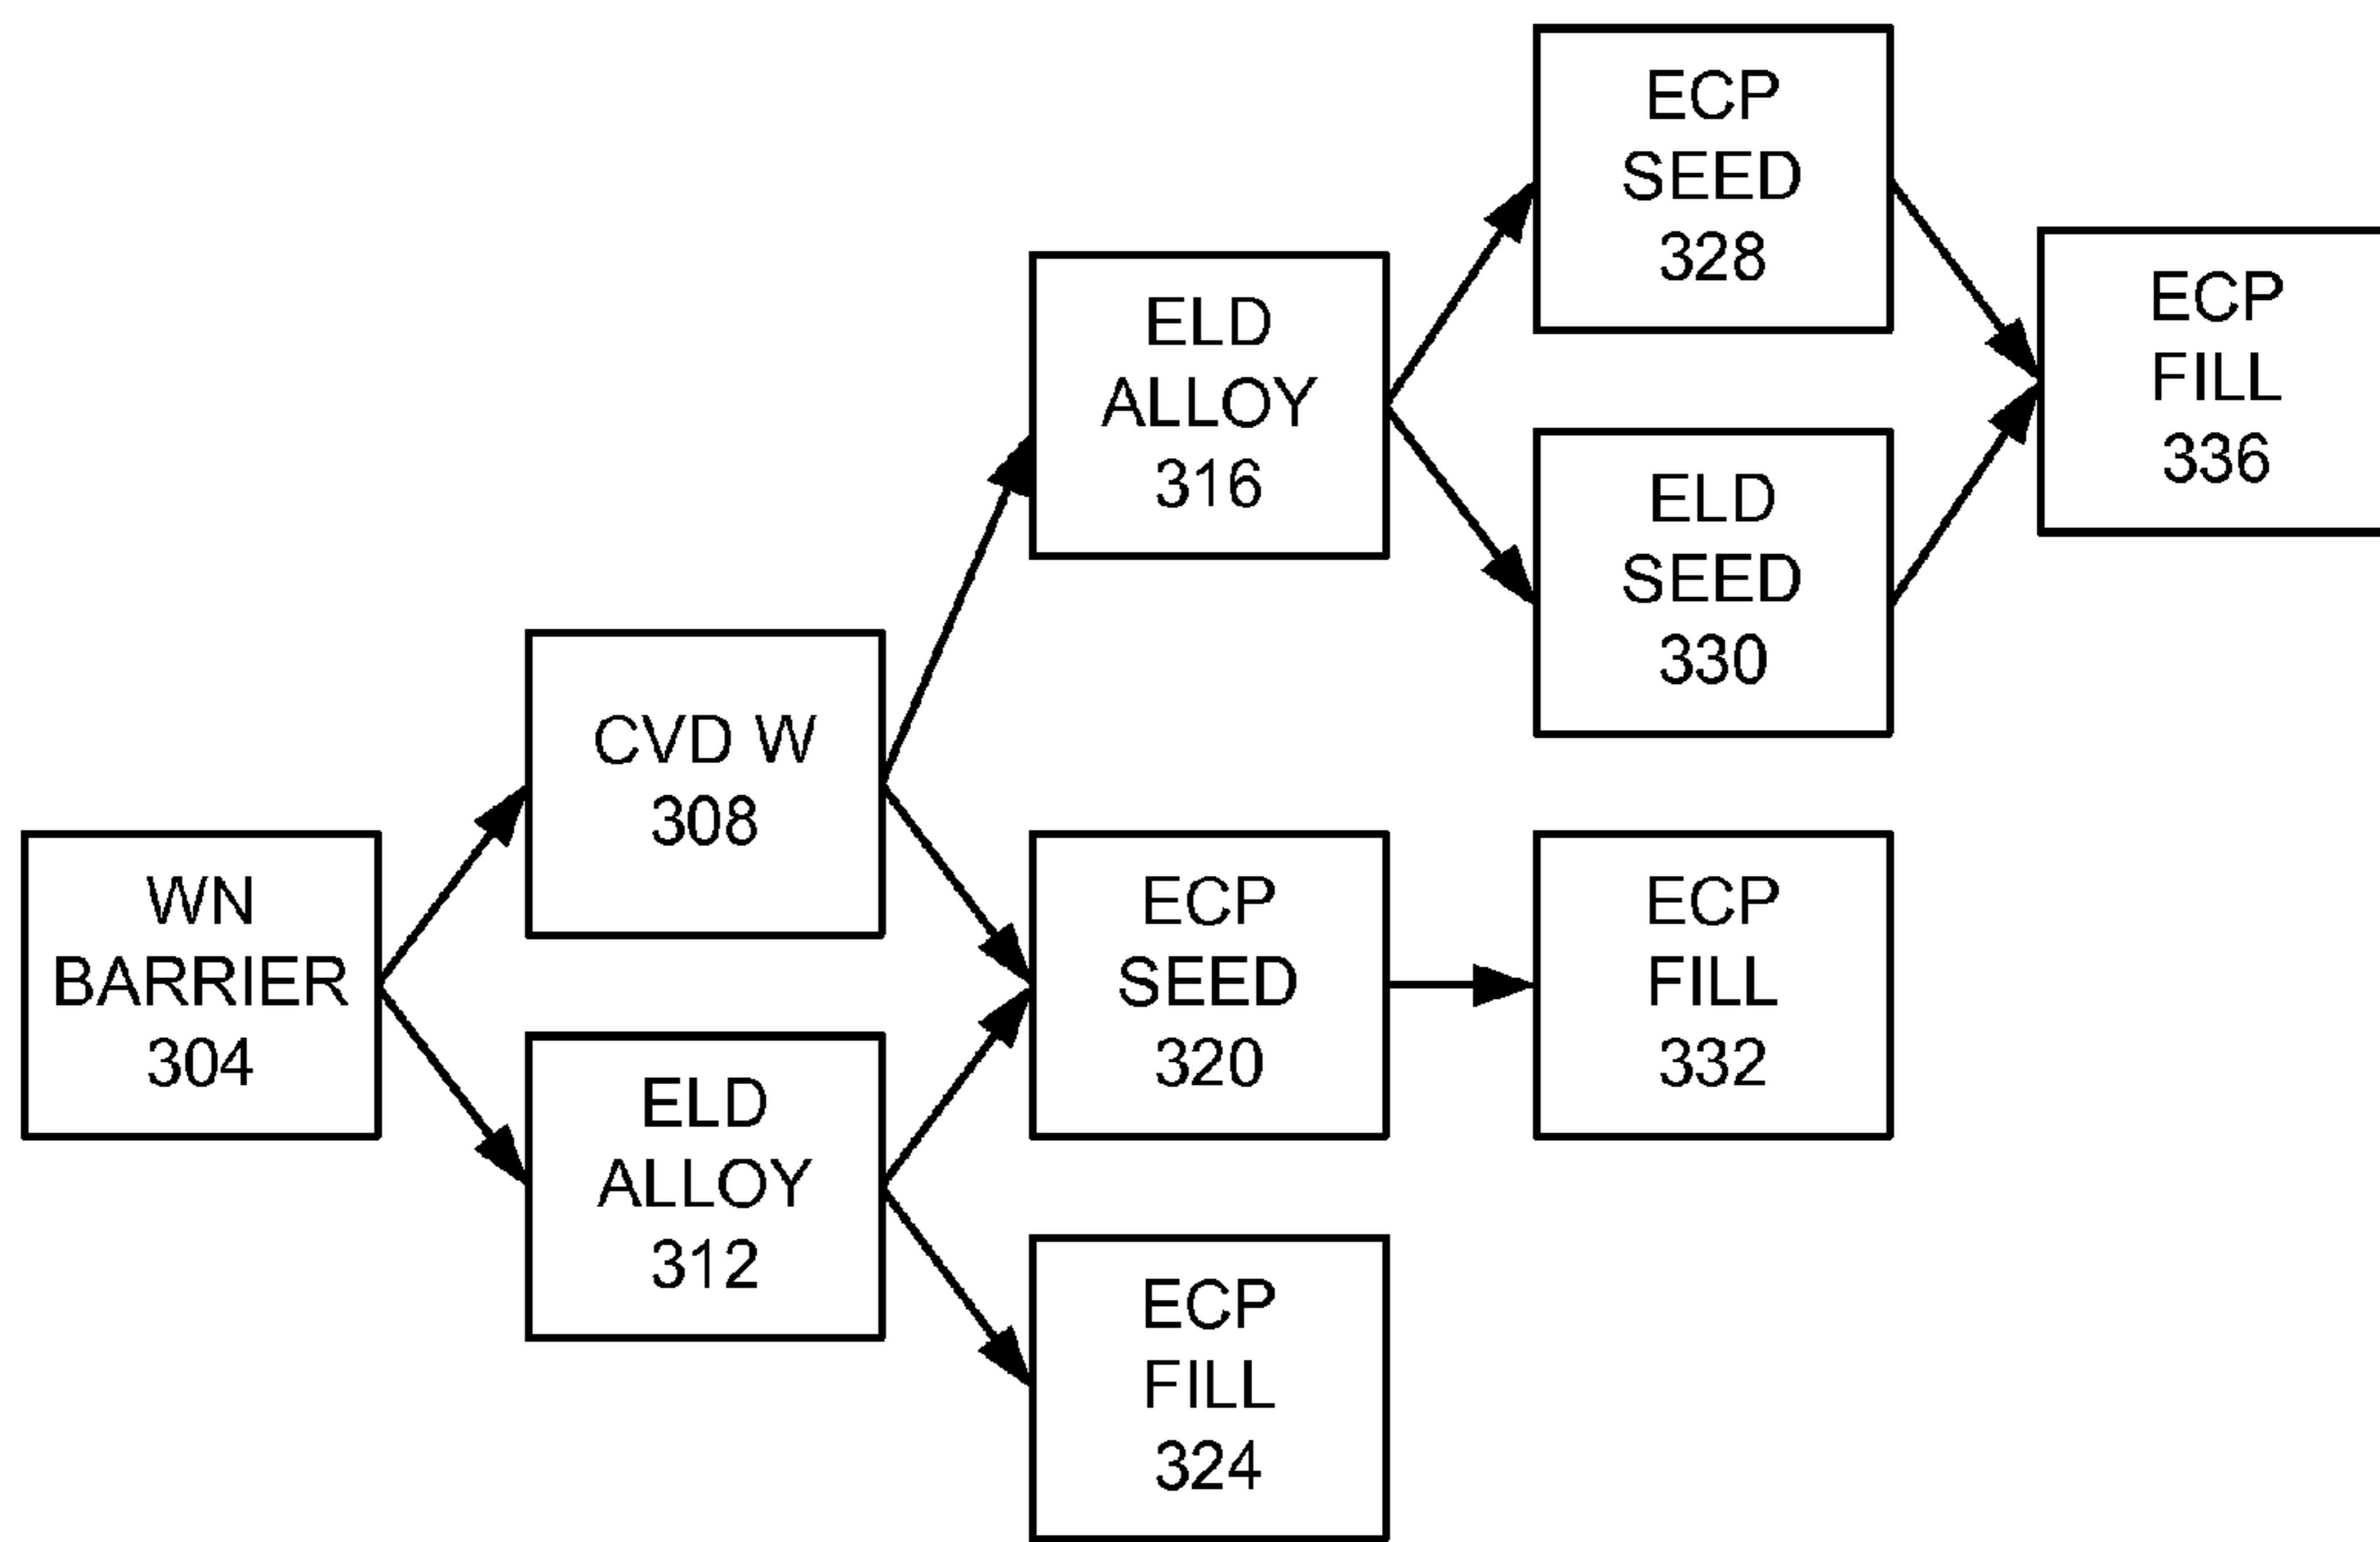 WN
BARRIER
304
CVD W
308
ELD
ALLOY
312
ELD
ALLOY
316
ECP
SEED
320
ECP
FILL
324
ECP
SEED
328
ELD
SEED
330
ECP
FILL
332
ECP
FILL
336